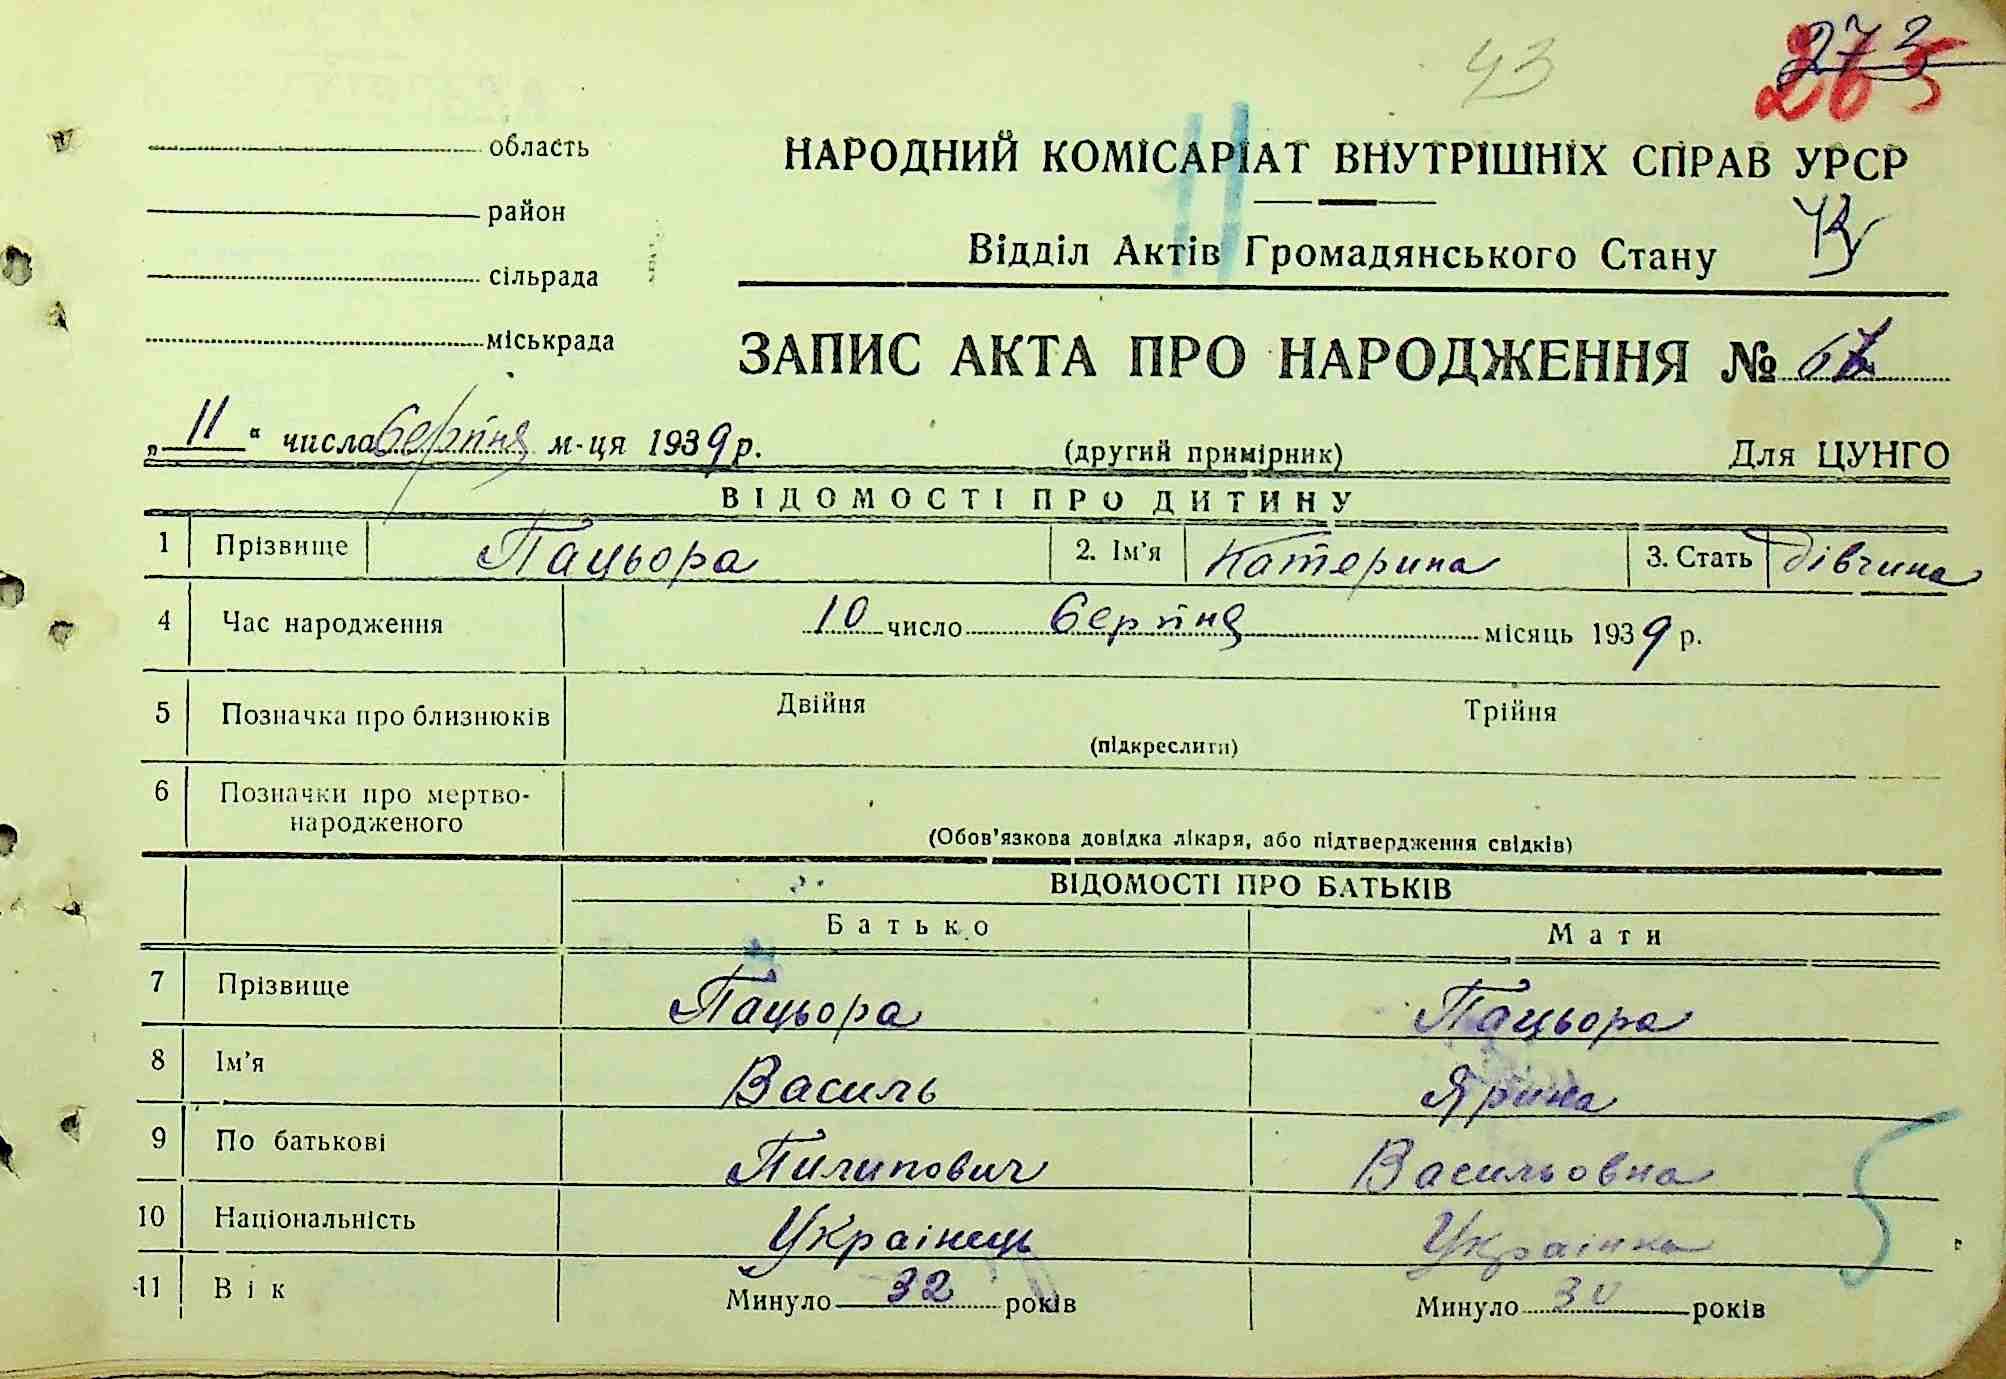 43
272
265
область
район
сільрада
міськрада
НАРОДНИЙ КОМІСАРІАТ ВНУТРІШНІХ СПРАВ УРСР
Відділ Актів Громадянського Стану
ЗАПИС АКТА ПРО НАРОДЖЕННЯ №
„11“ числа серпня м-ця 1939 р. (другий примірник) Для ЦУНГО
ВІДОМОСТІ ПРО ДИТИНУ
1 Прізвище Пацьора 2. Ім'я Катерина 3. Стать дівчина
4 Час народження 10 число серпня місяць 1939 р.
5 Позначка про близнюків Двійня Трійня
(підкреслити)
6 Позначки про мертво-
народженого
(Обов'язкова довідка лікаря, або підтвердження свідків)
ВІДОМОСТІ ПРО БАТЬКІВ
Батько Мати
7 Прізвище Пацьора Пацьора
8 Ім'я Василь Ярина
9 По батькові Пилипович Васильовна
10 Національність Українець Українка
11 Вік Минуло 32 років Минуло 30 років